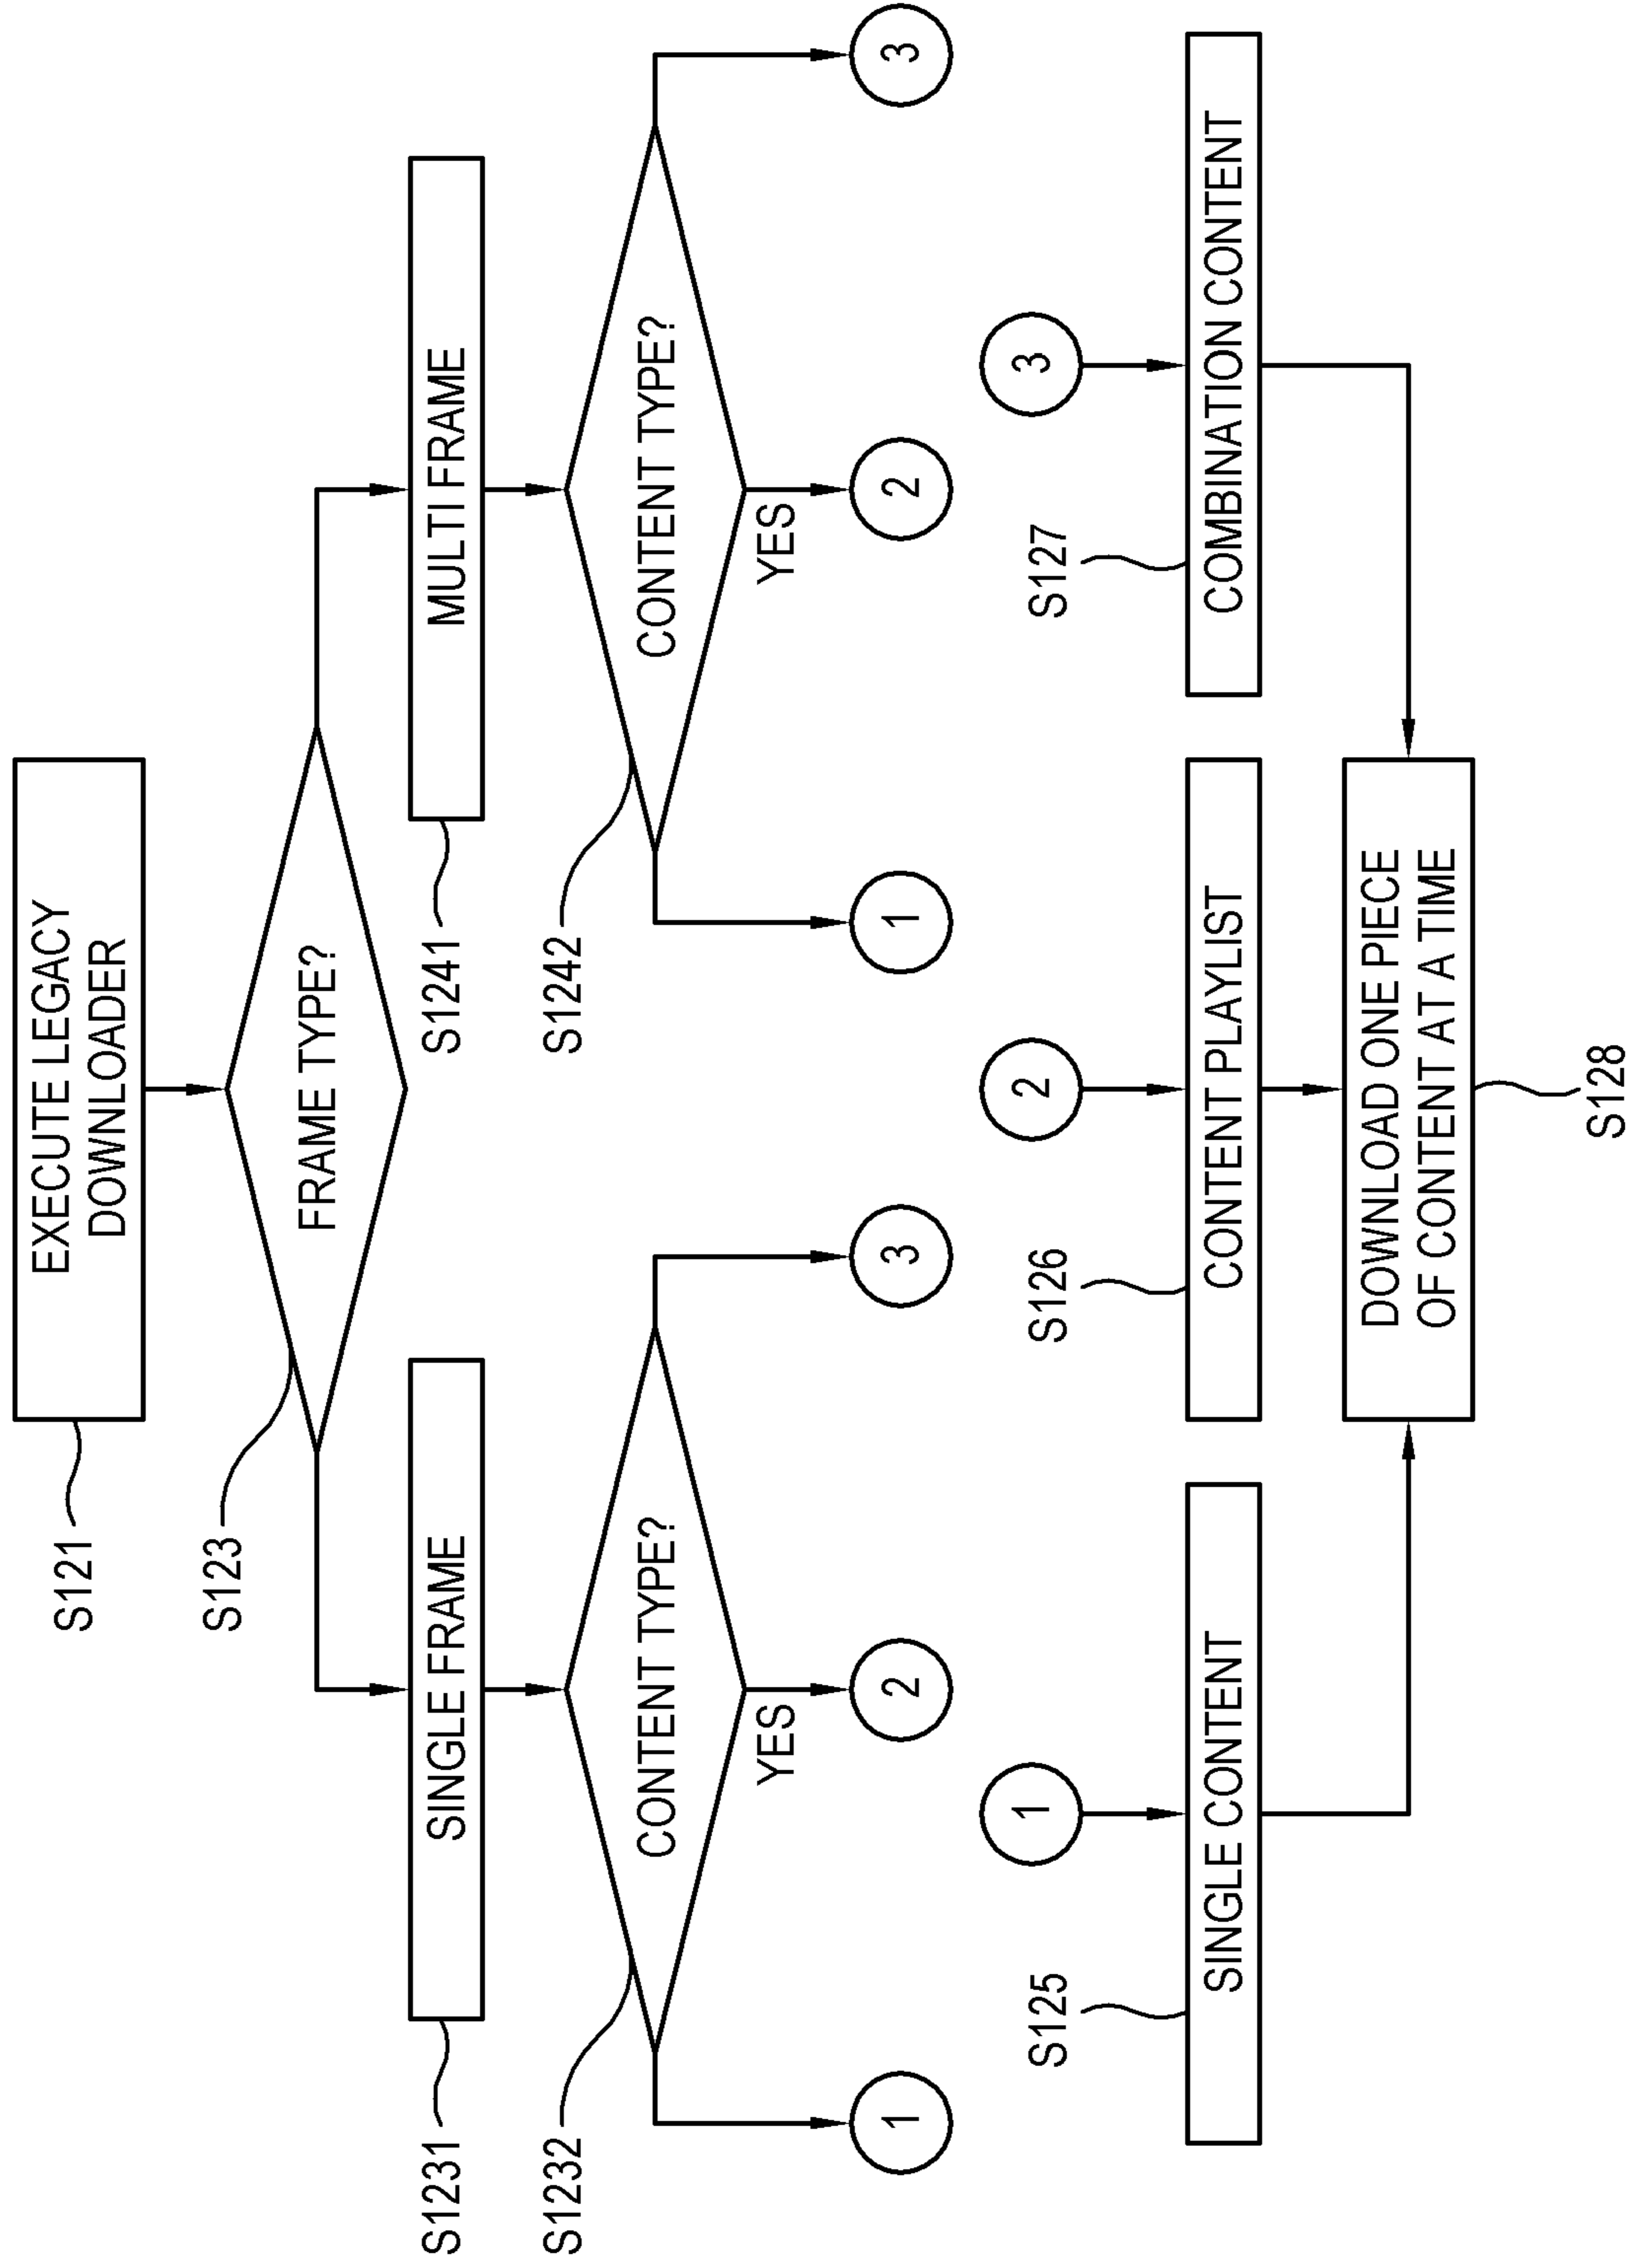 S121
EXECUTE LEGACY
DOWNLOADER
S123
FRAME TYPE?
S1231
SINGLE FRAME
S1241
MULTI FRAME
S1232
CONTENT TYPE?
YES
S1242
CONTENT TYPE?
YES
1
2
3
1
2
3
1
2
3
S125
SINGLE CONTENT
S126
CONTENT PLAYLIST
S127
COMBINATION CONTENT
DOWNLOAD ONE PIECE
OF CONTENT AT A TIME
S128